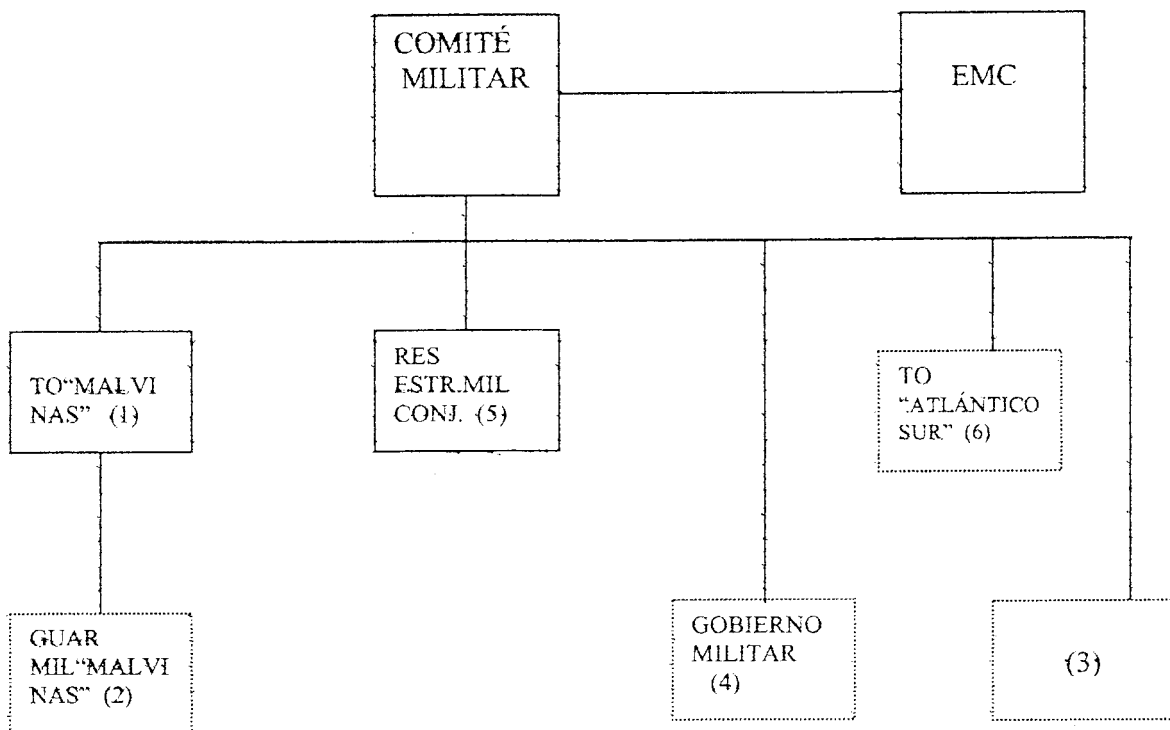 COMITÉ
MILITAR
EMC
TO“MALVI
NAS” (1)
RES
ESTR.MIL
CONJ. (5)
TO
“ATLÁNTICO
SUR” (6)
GUAR
MIL“MALVI
NAS” (2)
GOBIERNO
MILITAR
(4)
(3)